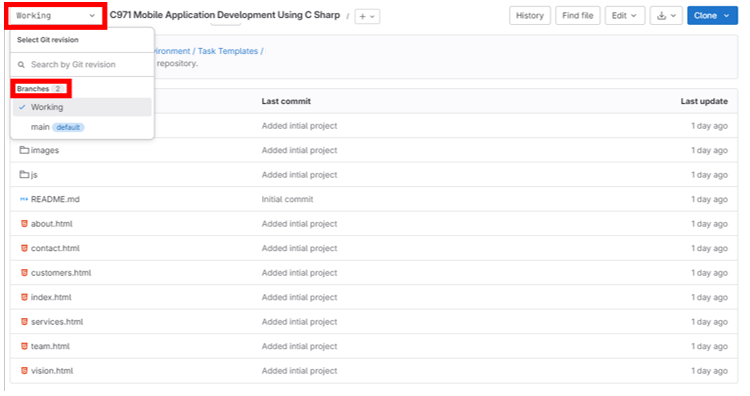 Working
C971 Mobile Application Development Using C Sharp / +
History Find file Edit Clone
Select Git revision
Search by Git revision
vironment / Task Templates /
repository.
Branches 2
Working
main default
Last commit Last update
Added intial project 1 day ago
images Added intial project 1 day ago
js Added intial project 1 day ago
README.md Initial commit 1 day ago
about.html Added intial project 1 day ago
contact.html Added intial project 1 day ago
customers.html Added intial project 1 day ago
index.html Added intial project 1 day ago
services.html Added intial project 1 day ago
team.html Added intial project 1 day ago
vision.html Added intial project 1 day ago